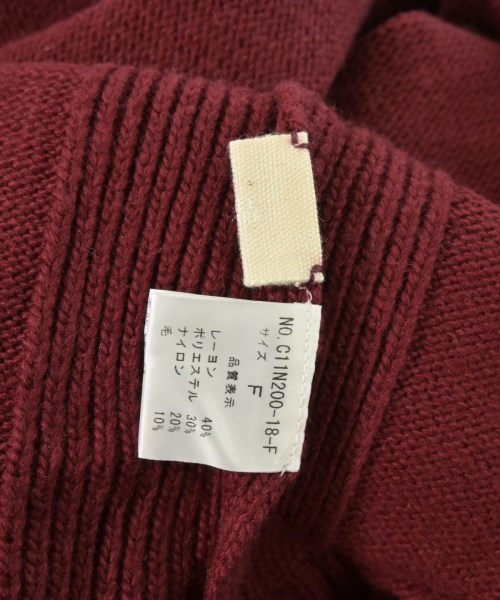 NO.C11N200-18-F
サイズ F
品質表示
レーヨン 40%
ポリエステル 30%
ナイロン 20%
毛 10%